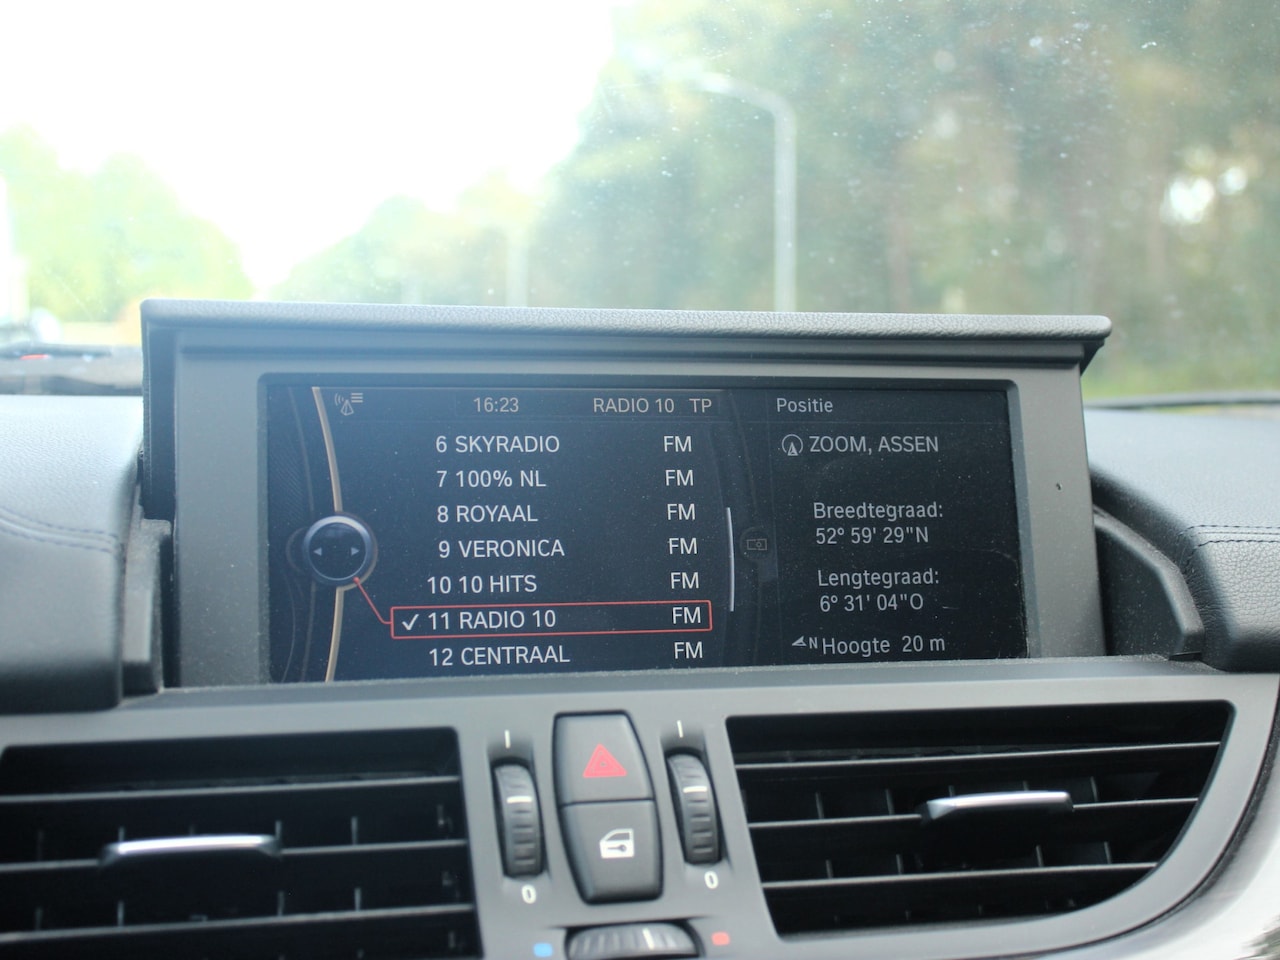 16:23 RADIO 10 TP
6 SKYRADIO FM
7 100% NL FM
8 ROYAAL FM
9 VERONICA FM
10 10 HITS FM
✓ 11 RADIO 10 FM
12 CENTRAAL FM
Positie
ZOOM, ASSEN
Breedtegraad:
52° 59' 29"N
Lengtegraad:
6° 31' 04"O
N Hoogte 20 m
I I
0 0